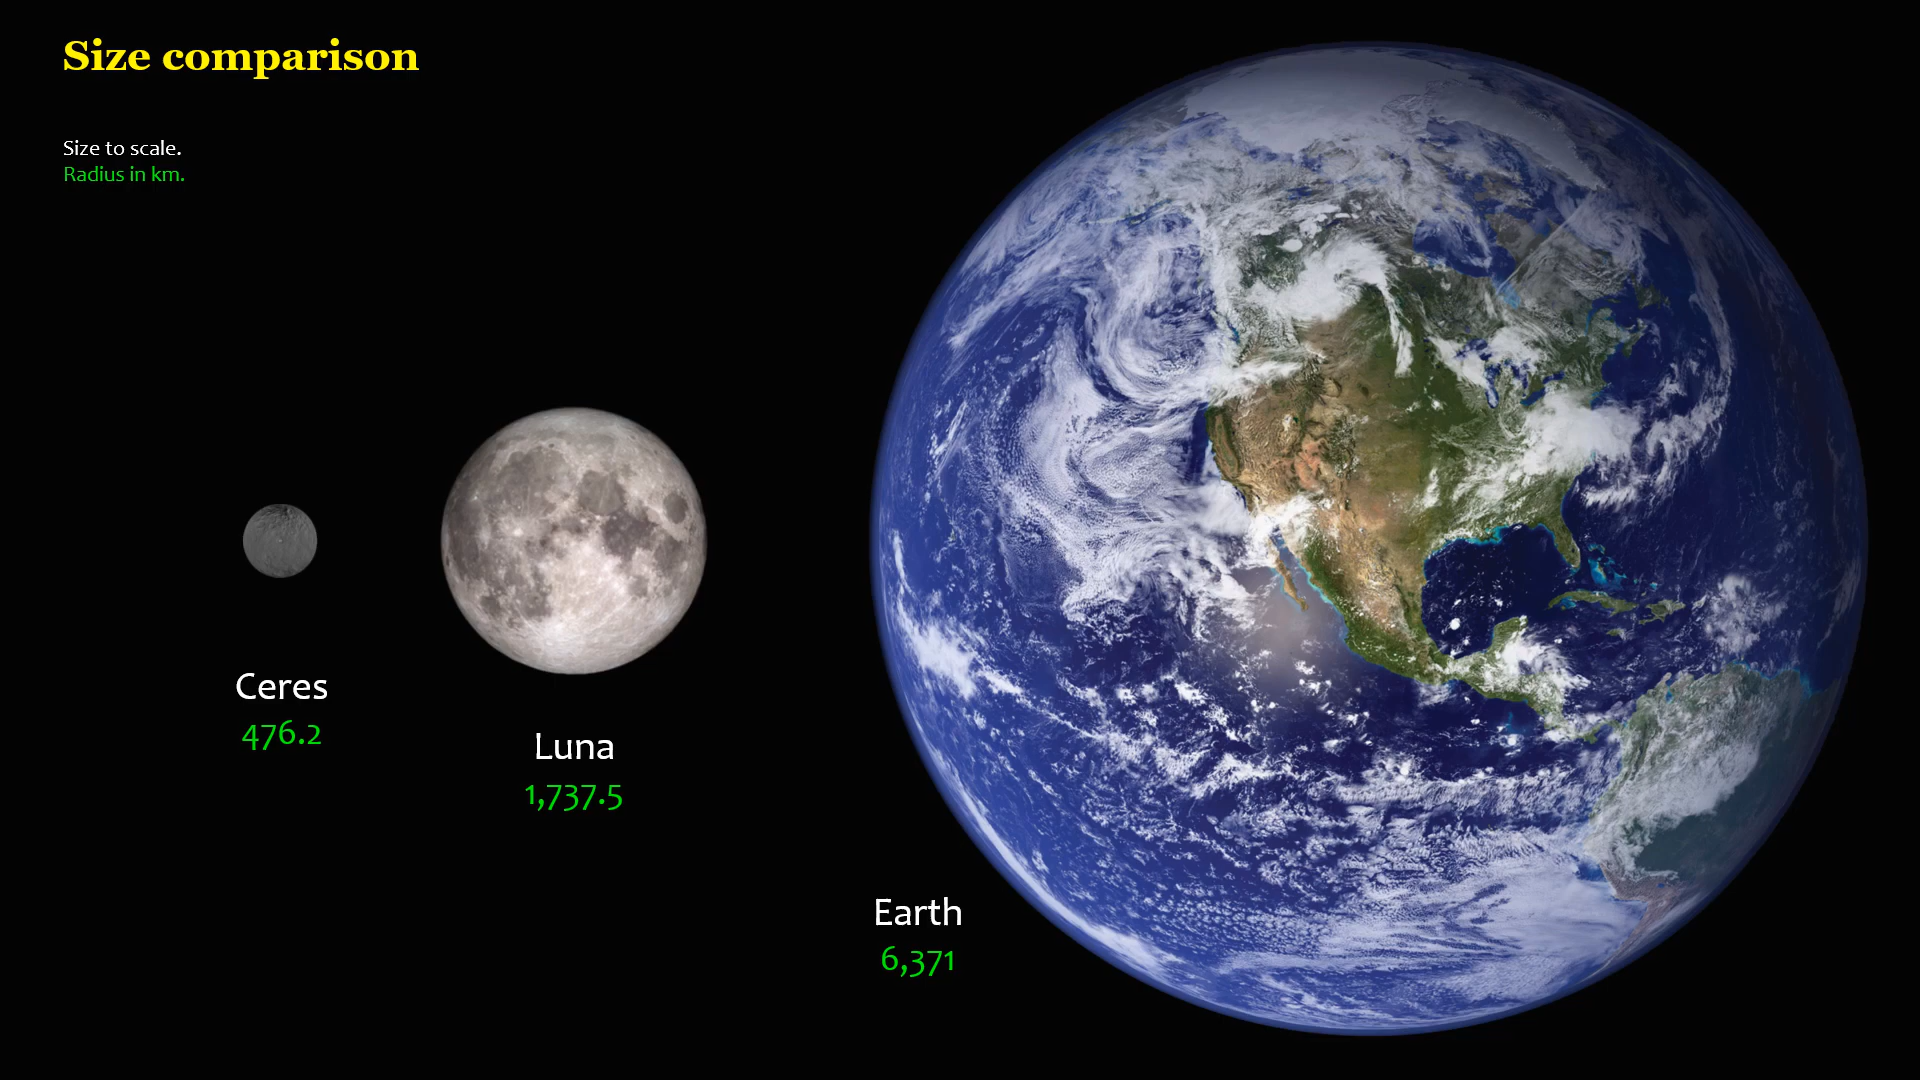 Size comparison
Size to scale.
Radius in km.
Ceres
476.2
Luna
1,737.5
Earth
6,371